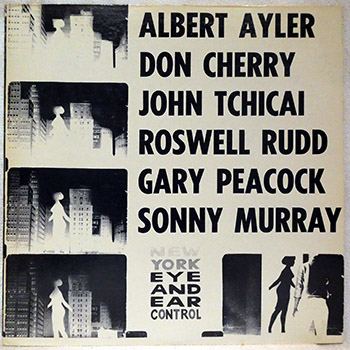 ALBERT AYLER
DON CHERRY
JOHN TCHICAI
ROSWELL RUDD
GARY PEACOCK
SONNY MURRAY
NEW
YORK
EYE
AND
EAR
CONTROL